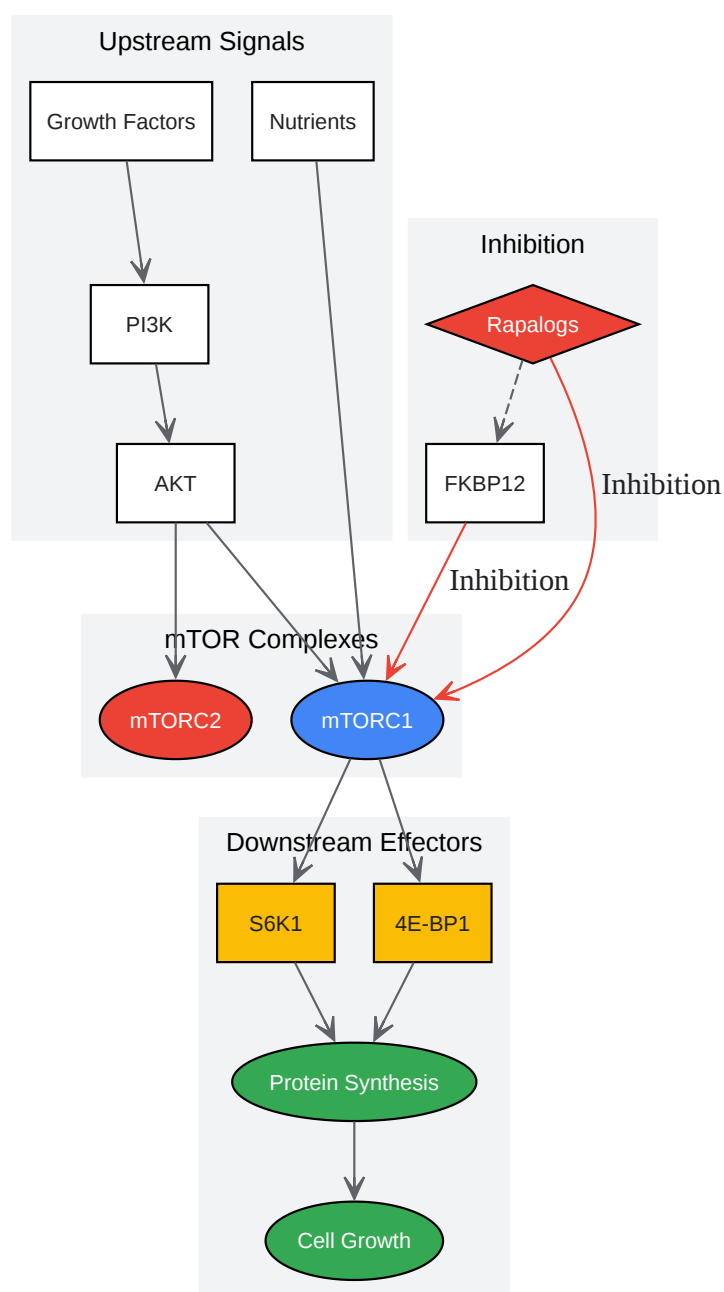 Upstream Signals
Growth Factors
Nutrients
Inhibition
PI3K
Rapalogs
AKT
FKBP12
Inhibition
Inhibition
mTOR Complexes
mTORC2
mTORC1
Downstream Effectors
S6K1
4E-BP1
Protein Synthesis
Cell Growth